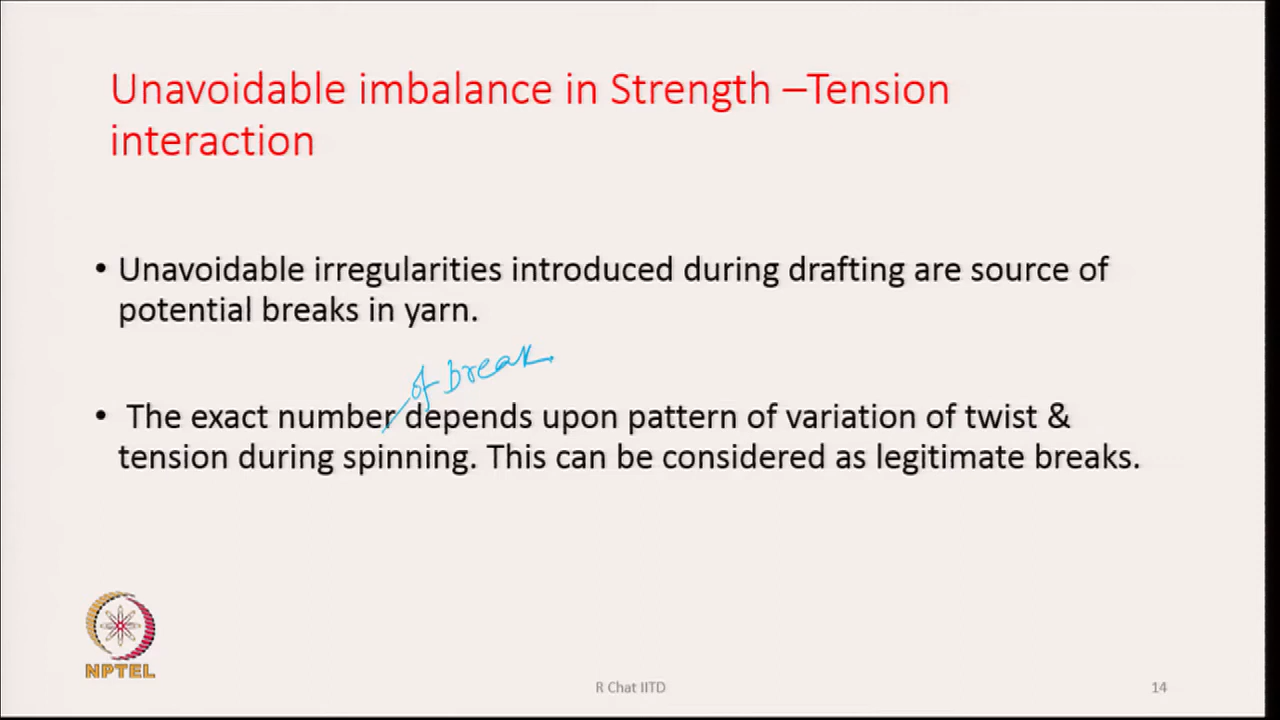 Unavoidable imbalance in Strength –Tension
interaction
• Unavoidable irregularities introduced during drafting are source of
potential breaks in yarn.
of break
• The exact number depends upon pattern of variation of twist &
tension during spinning. This can be considered as legitimate breaks.
NPTEL
R Chat IITD
14